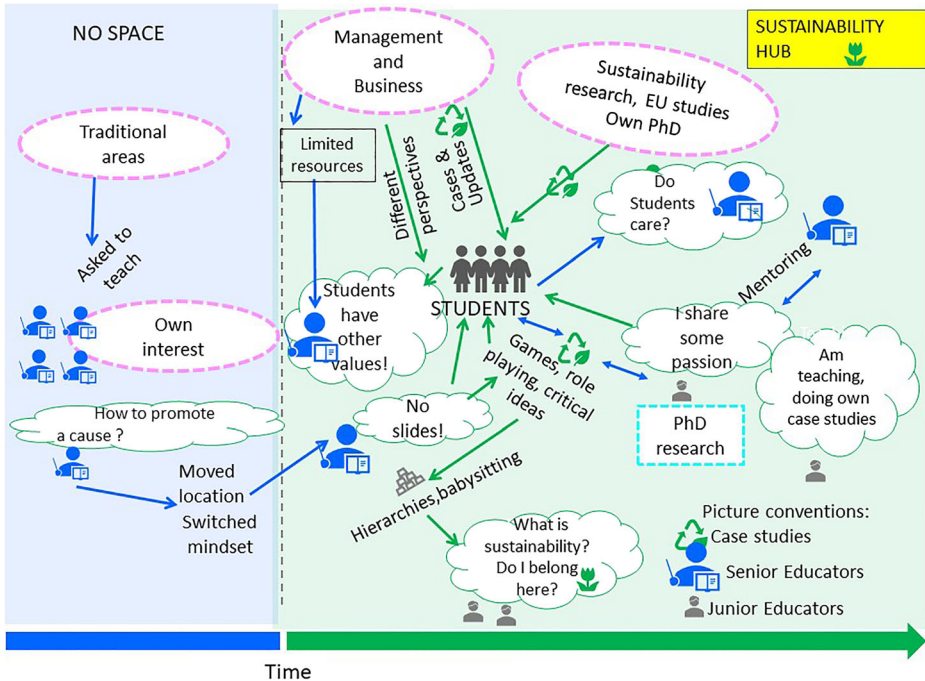 NO SPACE
Traditional
areas
Asked to
teach
Own
interest
How to promote
a cause ?
Moved
location
Switched
mindset
Management
and
Business
Limited
resources
Different
perspectives
Cases &
Updates
Sustainability
research, EU studies
Own PhD
SUSTAINABILITY
HUB
Do
Students
care?
Mentoring
STUDENTS
Students
have
other
values!
I share
some
passion
Am
teaching,
doing own
case studies
Games, role
playing, critical
ideas
No
slides!
PhD
research
Hierarchies,babysitting
What is
sustainability?
Do I belong
here?
Picture conventions:
Case studies
Senior Educators
Junior Educators
Time